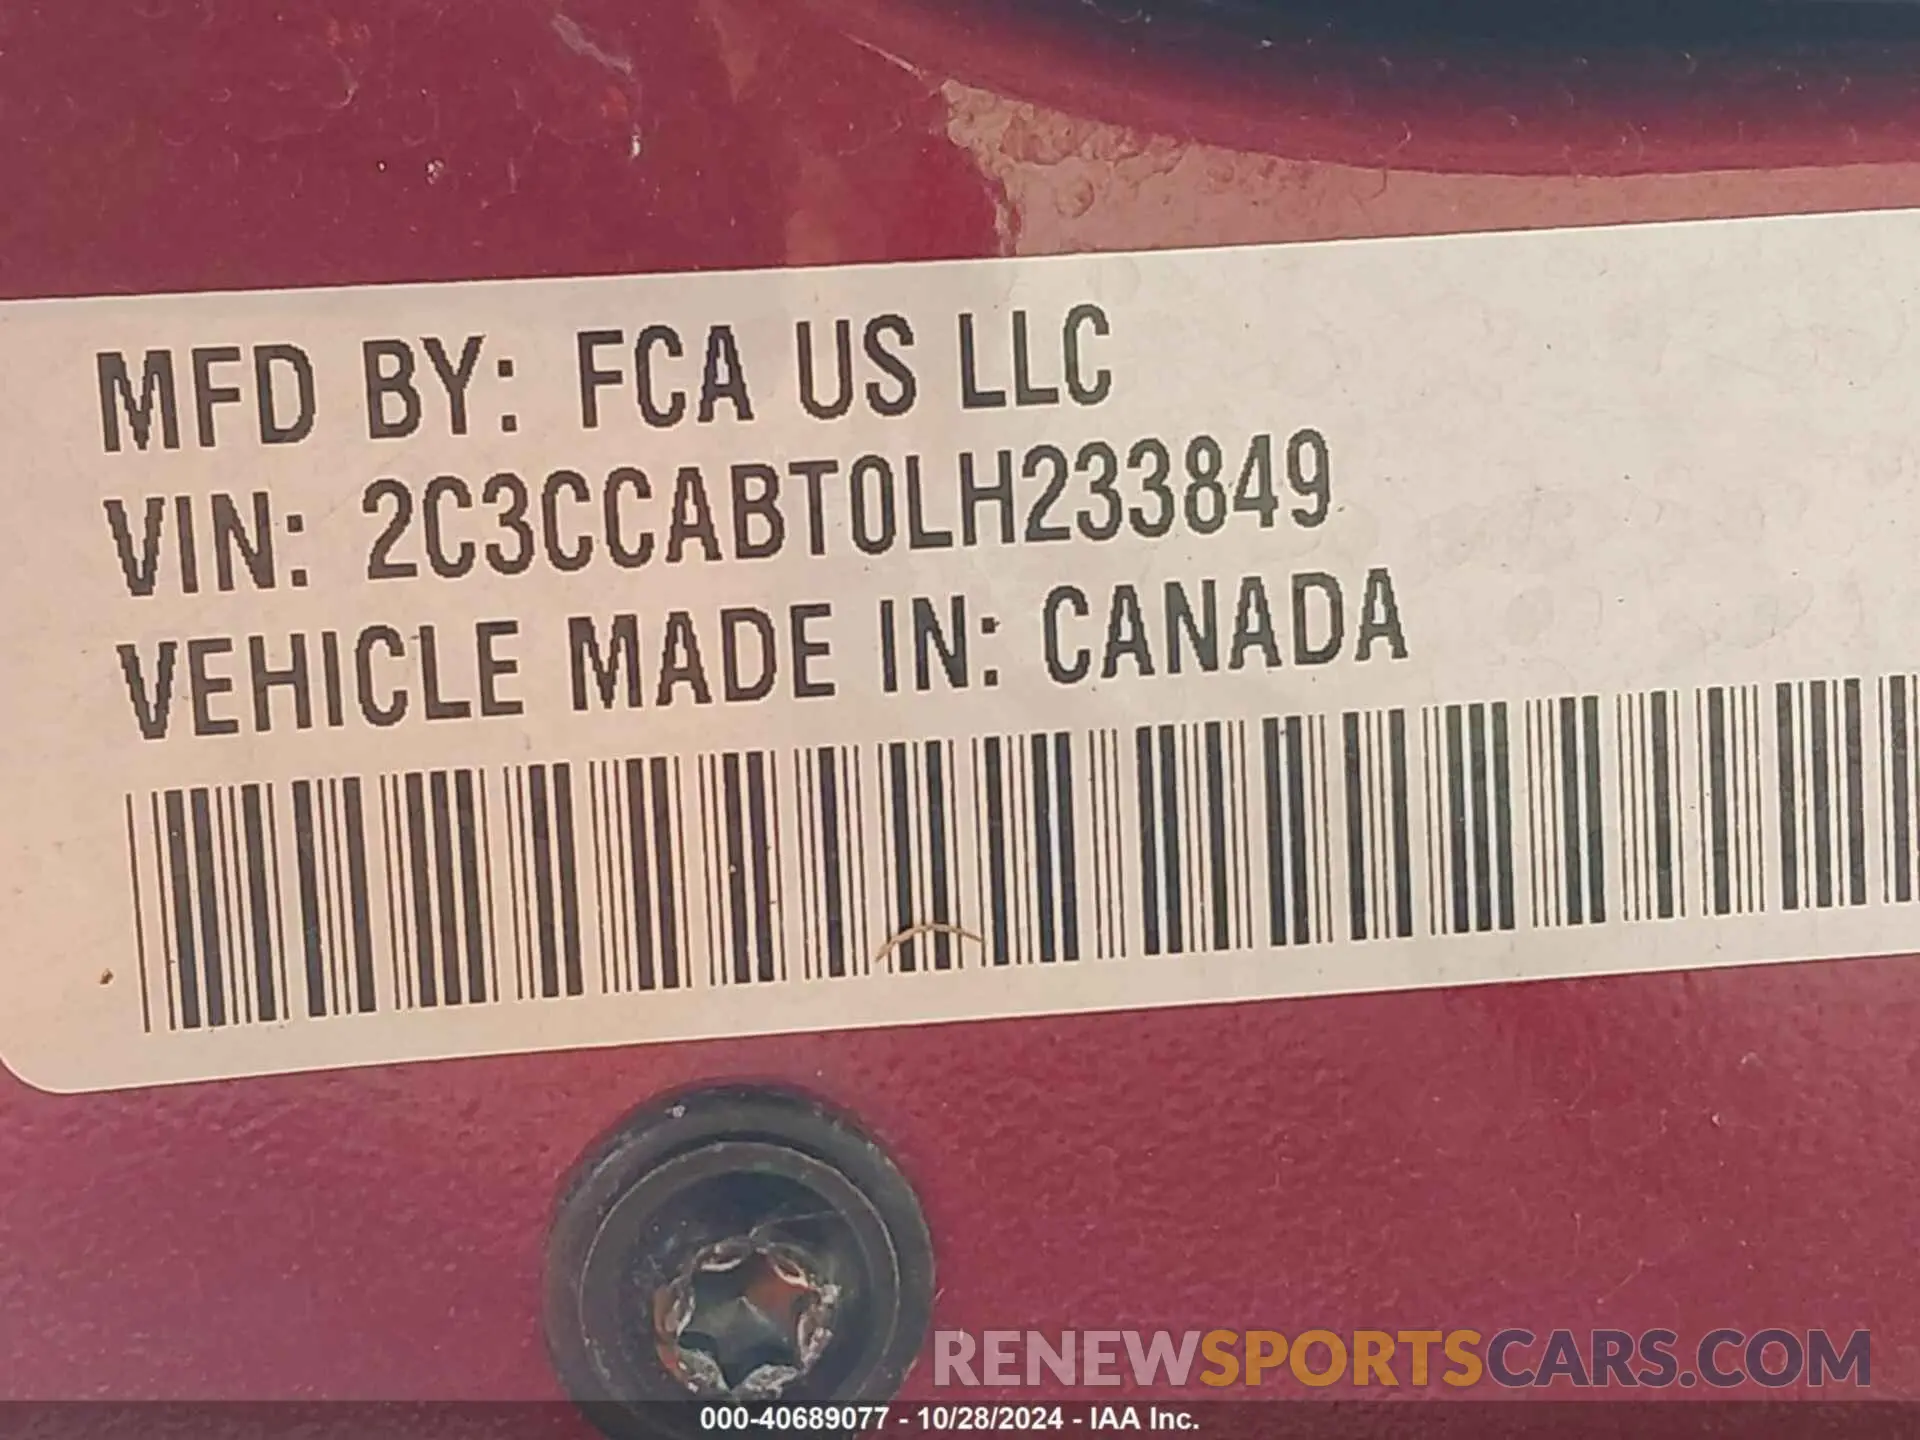 MFD BY: FCA US LLC
VIN: 2C3CCABT0LH233849
VEHICLE MADE IN: CANADA
RENEWSPORTSCARS.COM
000-40689077 - 10/28/2024 - IAA Inc.